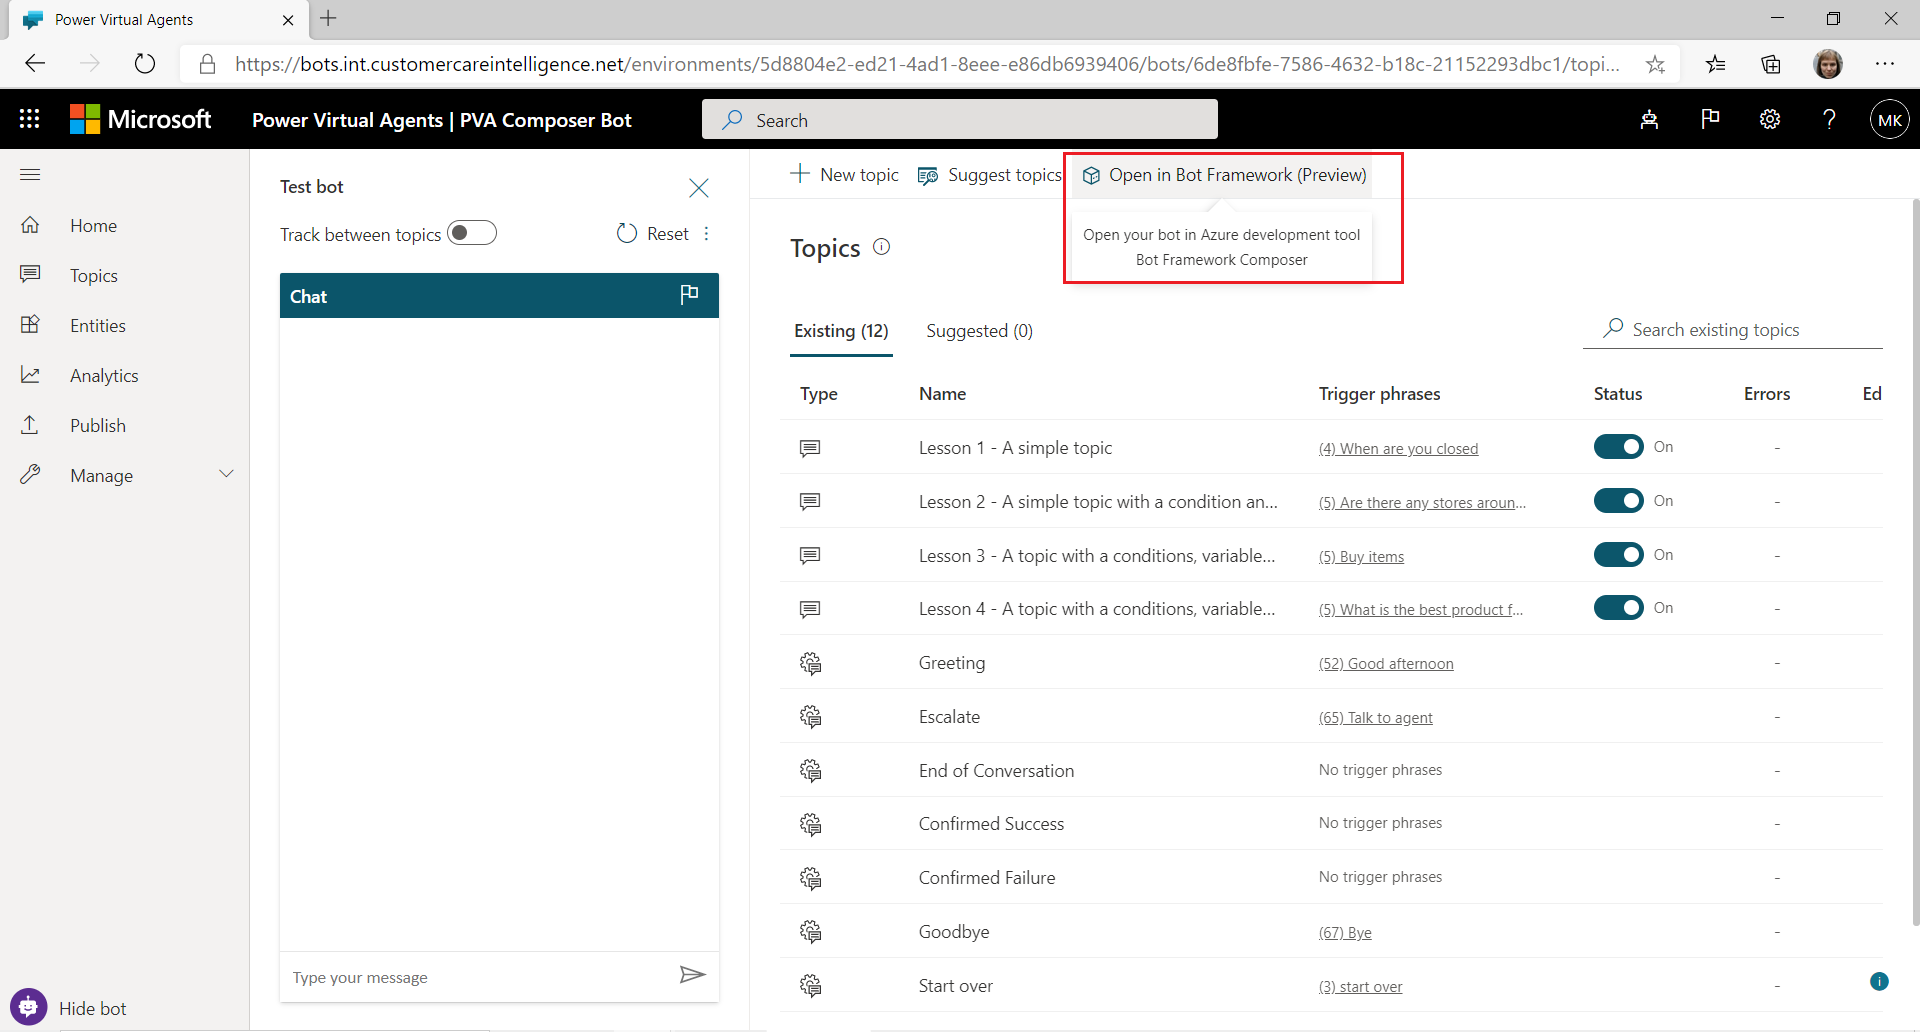 Power Virtual Agents
https://bots.int.customercareintelligence.net/environments/5d8804e2-ed21-4ad1-8eee-e86db6939406/bots/6de8fbfe-7586-4632-b18c-21152293dbc1/topi...
Microsoft
Power Virtual Agents | PVA Composer Bot
Search
?
MK
Home
Topics
Entities
Analytics
Publish
Manage
Hide bot
Test bot
Track between topics
Reset
Chat
Type your message
New topic
Suggest topics
Open in Bot Framework (Preview)
Open your bot in Azure development tool
Bot Framework Composer
Topics
Existing (12)
Suggested (0)
Search existing topics
Type Name Trigger phrases Status Errors Ed
Lesson 1 - A simple topic (4) When are you closed On -
Lesson 2 - A simple topic with a condition an... (5) Are there any stores aroun... On -
Lesson 3 - A topic with a conditions, variable... (5) Buy items On -
Lesson 4 - A topic with a conditions, variable... (5) What is the best product f... On -
Greeting (52) Good afternoon -
Escalate (65) Talk to agent -
End of Conversation No trigger phrases -
Confirmed Success No trigger phrases -
Confirmed Failure No trigger phrases -
Goodbye (67) Bye -
Start over (3) start over -